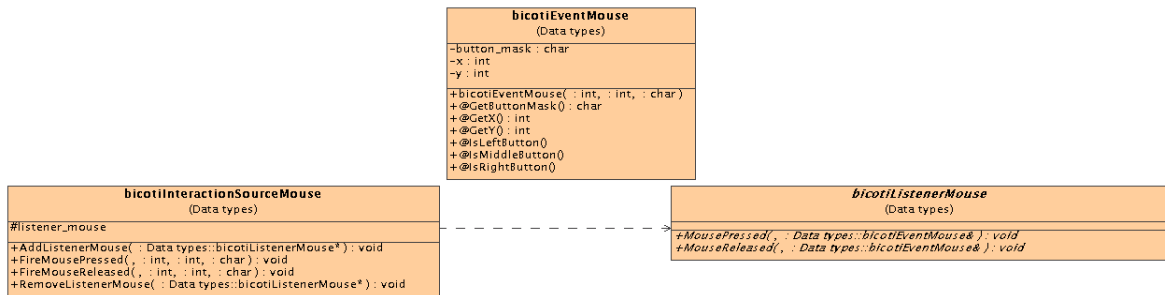 bicotiEventMouse
(Data types)
-button_mask : char
-x : int
-y : int
+bicotiEventMouse( : int, : int, : char)
+@GetButtonMask() : char
+@GetX() : int
+@GetY() : int
+@IsLeftButton()
+@IsMiddleButton()
+@IsRightButton()
bicotiInteractionSourceMouse
(Data types)
#listener_mouse
+AddListenerMouse( : Data types::bicotiListenerMouse* ) : void
+FireMousePressed( , : int, : int, : char) : void
+FireMouseReleased( , : int, : int, : char) : void
+RemoveListenerMouse( : Data types::bicotiListenerMouse* ) : void
bicotiListenerMouse
(Data types)
+MousePressed( , : Data types::bicotiEventMouse& ) : void
+MouseReleased( , : Data types::bicotiEventMouse& ) : void